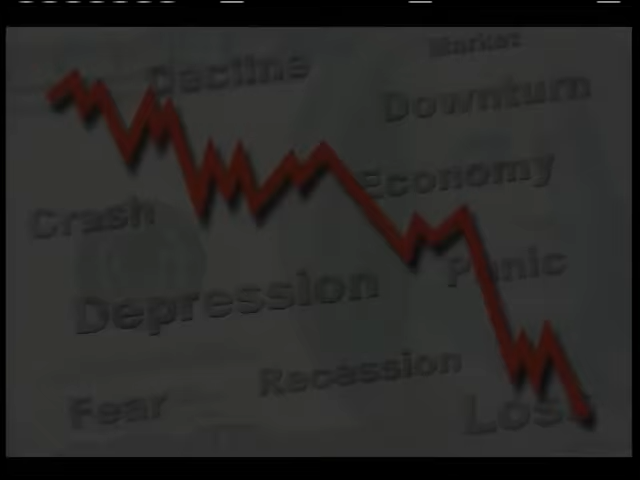 Market
Decline
Downturn
Economy
Crash
Panic
Depression
Recession
Fear
Loss